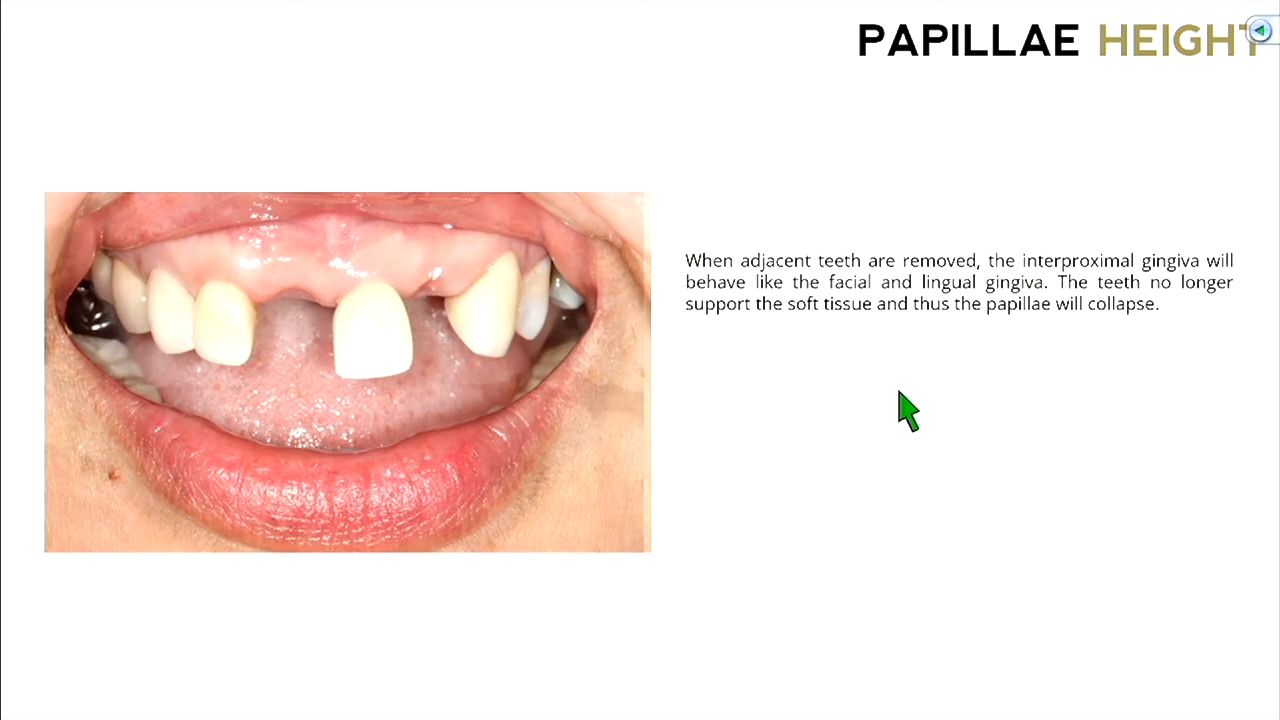 PAPILLAE HEIGHT
When adjacent teeth are removed, the interproximal gingiva will
behave like the facial and lingual gingiva. The teeth no longer
support the soft tissue and thus the papillae will collapse.